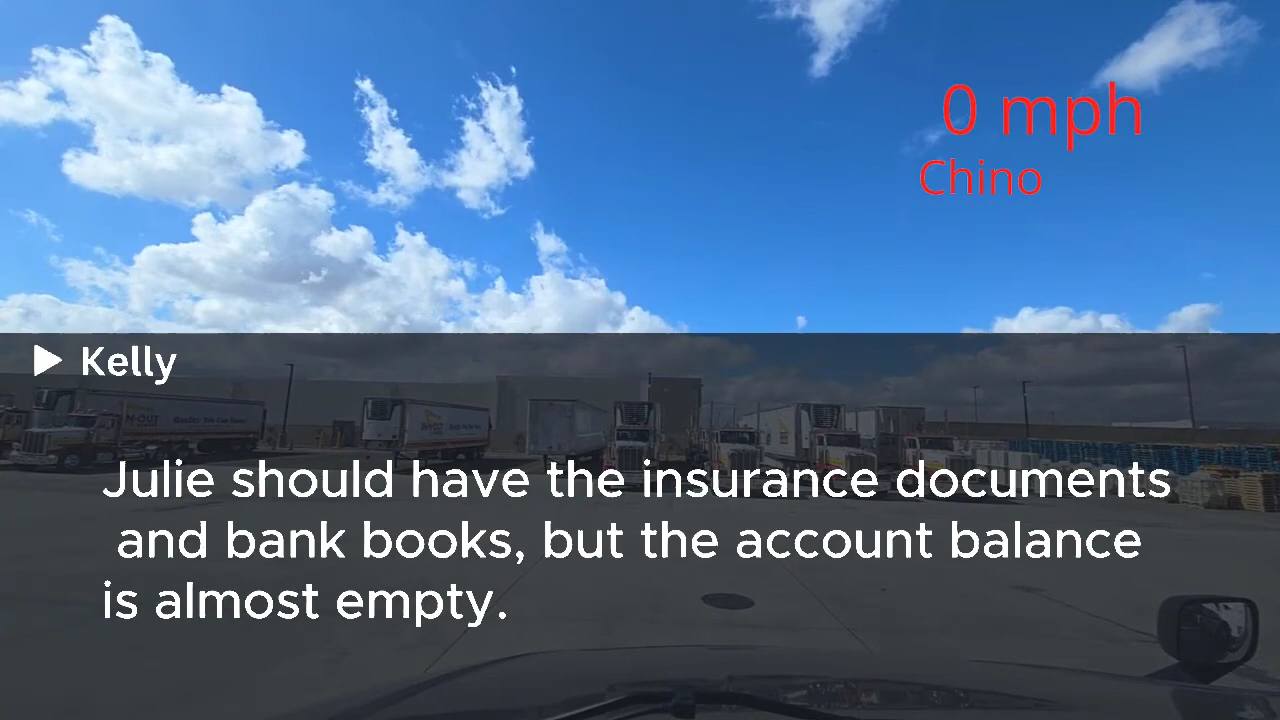 0 mph
Chino
Kelly
Julie should have the insurance documents
and bank books, but the account balance
is almost empty.